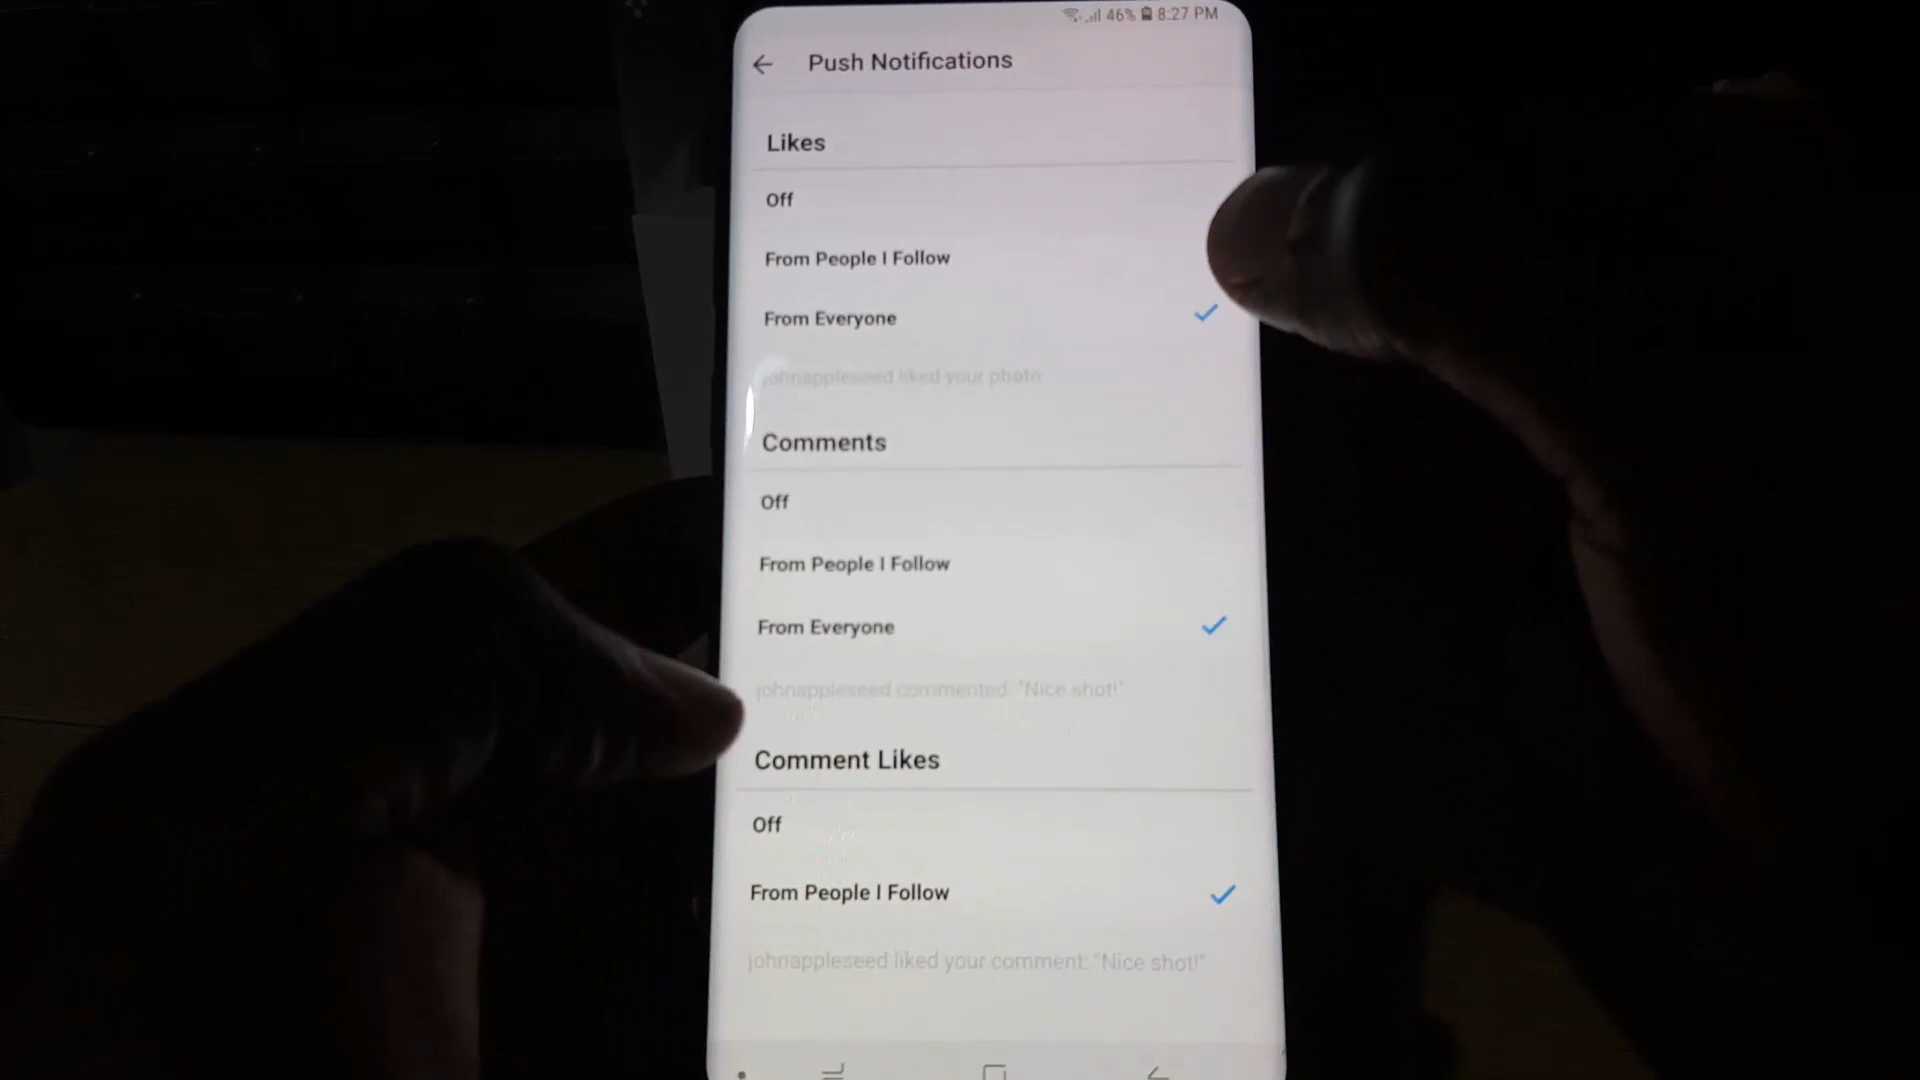 46% 8:27 PM
Push Notifications
Likes
Off
From People I Follow
From Everyone
johnappleseed liked your photo
Comments
Off
From People I Follow
From Everyone
johnappleseed commented: "Nice shot!"
Comment Likes
Off
From People I Follow
johnappleseed liked your comment: "Nice shot!"